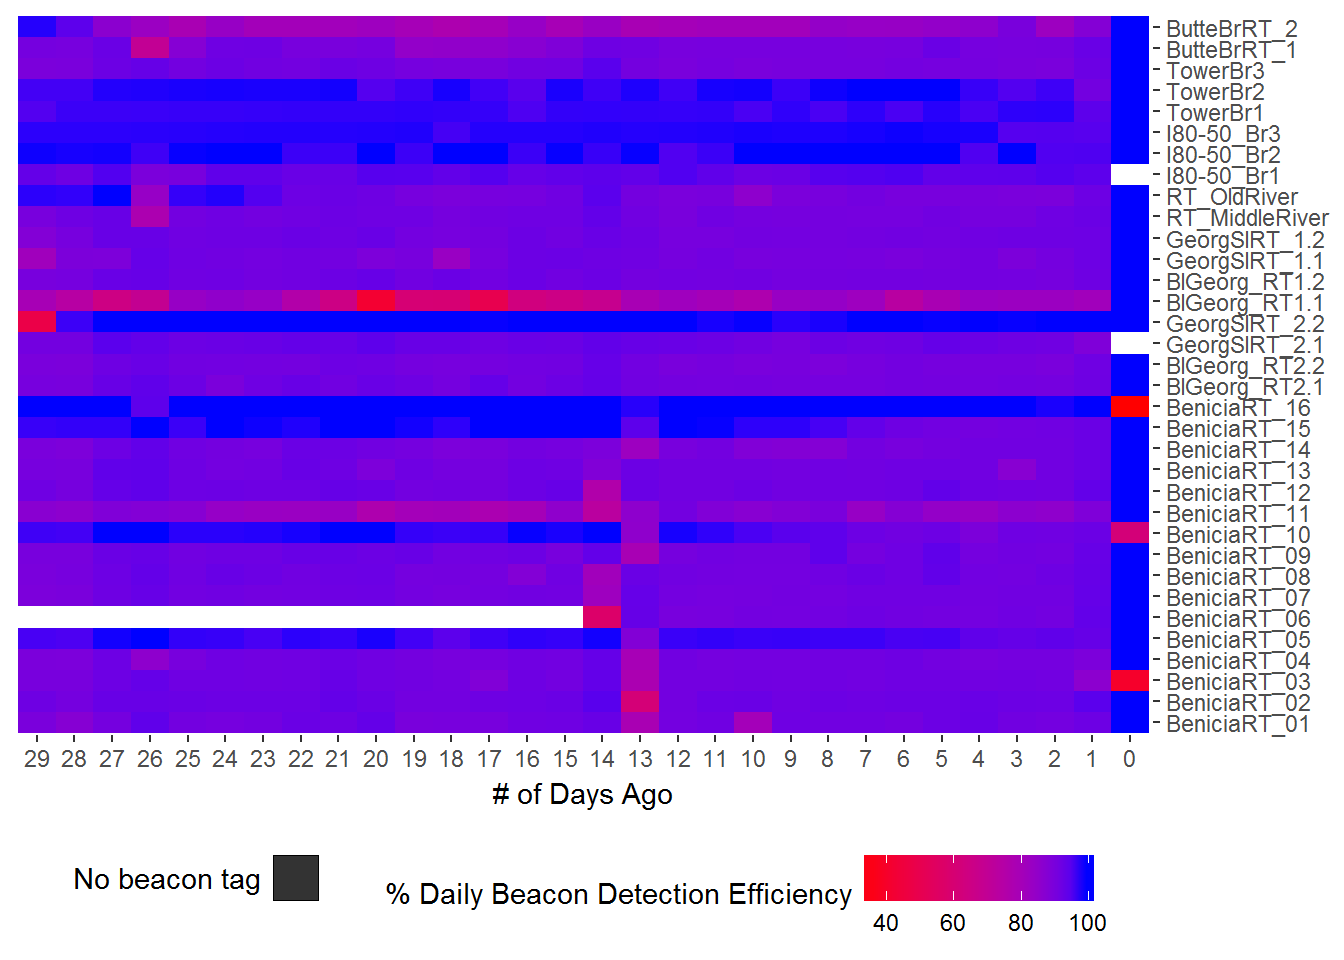 ButteBrRT_2
ButteBrRT_1
TowerBr3
TowerBr2
TowerBr1
I80-50_Br3
I80-50_Br2
I80-50_Br1
RT_OldRiver
RT_MiddleRiver
GeorgSlRT_1.2
GeorgSlRT_1.1
BlGeorg_RT1.2
BlGeorg_RT1.1
GeorgSlRT_2.2
GeorgSlRT_2.1
BlGeorg_RT2.2
BlGeorg_RT2.1
BeniciaRT_16
BeniciaRT_15
BeniciaRT_14
BeniciaRT_13
BeniciaRT_12
BeniciaRT_11
BeniciaRT_10
BeniciaRT_09
BeniciaRT_08
BeniciaRT_07
BeniciaRT_06
BeniciaRT_05
BeniciaRT_04
BeniciaRT_03
BeniciaRT_02
BeniciaRT_01
29 28 27 26 25 24 23 22 21 20 19 18 17 16 15 14 13 12 11 10 9 8 7 6 5 4 3 2 1 0
# of Days Ago
No beacon tag
% Daily Beacon Detection Efficiency
40 60 80 100